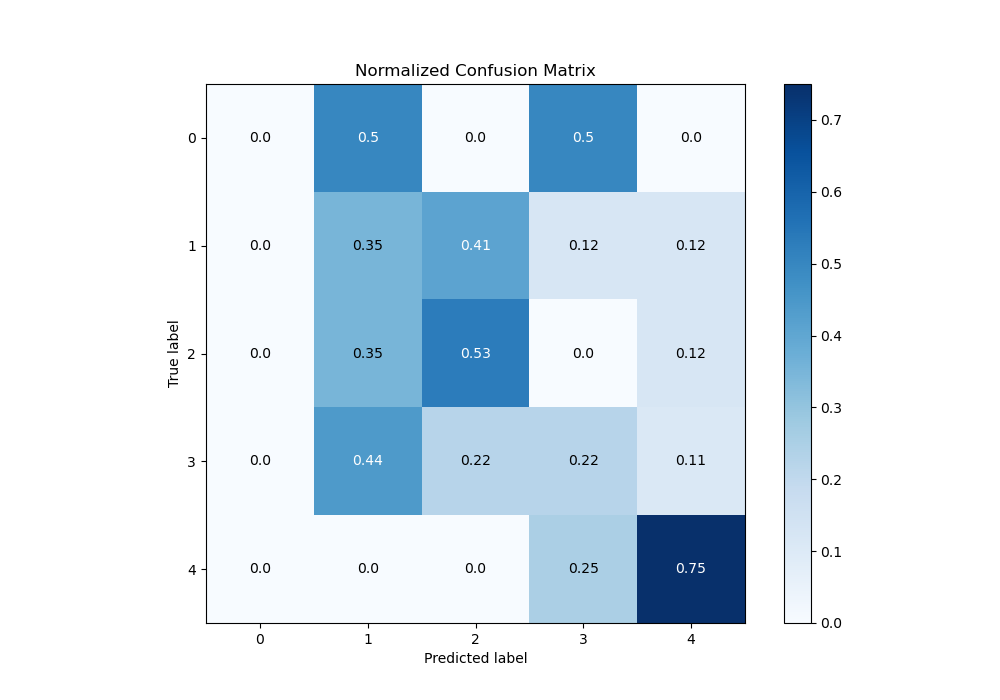 Normalized Confusion Matrix
0 0.0 0.5 0.0 0.5 0.0
1 0.0 0.35 0.41 0.12 0.12
2 0.0 0.35 0.53 0.0 0.12
3 0.0 0.44 0.22 0.22 0.11
4 0.0 0.0 0.0 0.25 0.75
0 1 2 3 4
Predicted label
True label
0.7
0.6
0.5
0.4
0.3
0.2
0.1
0.0